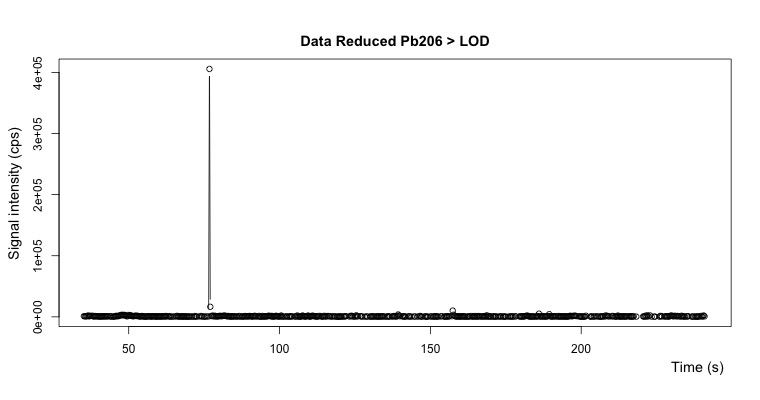 Data Reduced Pb206 > LOD
Signal intensity (cps)
4e+05
3e+05
2e+05
1e+05
0e+00
50 100 150 200
Time (s)